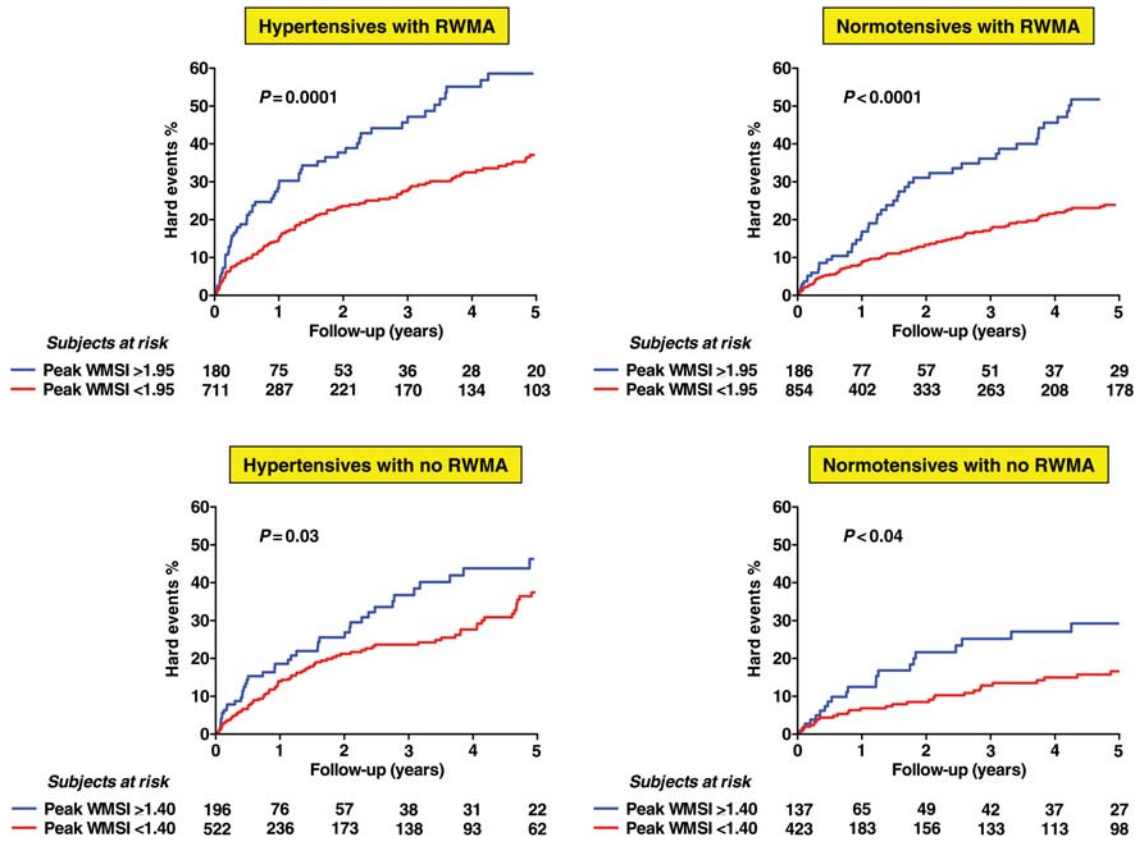 Hypertensives with RWMA
60
50
40
30
20
10
0
Hard events %
P = 0.0001
0 1 2 3 4 5
Follow-up (years)
Subjects at risk
Peak WMSI >1.95 180 75 53 36 28 20
Peak WMSI <1.95 711 287 221 170 134 103
Normotensives with RWMA
60
50
40
30
20
10
0
Hard events %
P < 0.0001
0 1 2 3 4 5
Follow-up (years)
Subjects at risk
Peak WMSI >1.95 186 77 57 51 37 29
Peak WMSI <1.95 854 402 333 263 208 178
Hypertensives with no RWMA
60
50
40
30
20
10
0
Hard events %
P = 0.03
0 1 2 3 4 5
Follow-up (years)
Subjects at risk
Peak WMSI ≥1.40 196 76 57 38 31 22
Peak WMSI <1.40 522 236 173 138 93 62
Normotensives with no RWMA
60
50
40
30
20
10
0
Hard events %
P < 0.04
0 1 2 3 4 5
Follow-up (years)
Subjects at risk
Peak WMSI ≥1.40 137 65 49 42 37 27
Peak WMSI <1.40 423 183 156 133 113 98